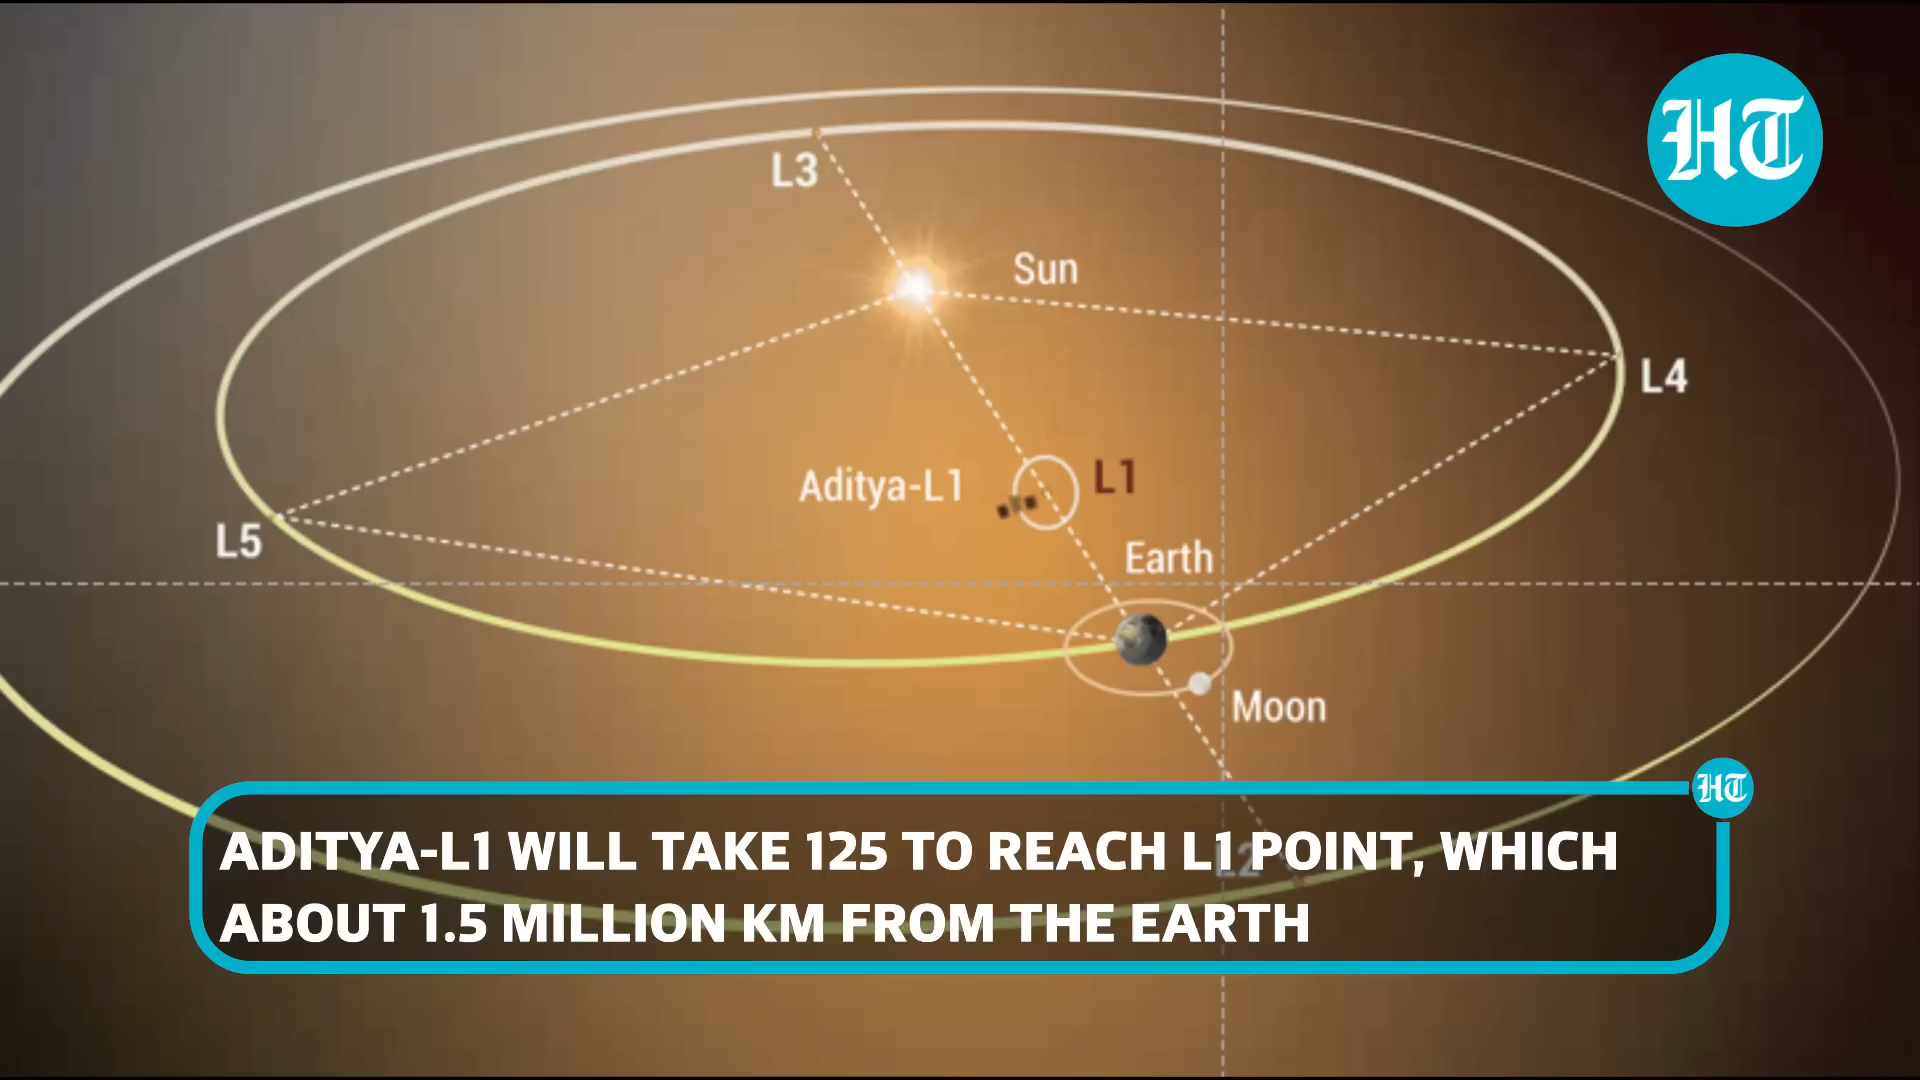 HT
L3
Sun
L4
Aditya-L1
L1
L5
Earth
Moon
HT
L2
ADITYA-L1 WILL TAKE 125 TO REACH L1 POINT, WHICH
ABOUT 1.5 MILLION KM FROM THE EARTH